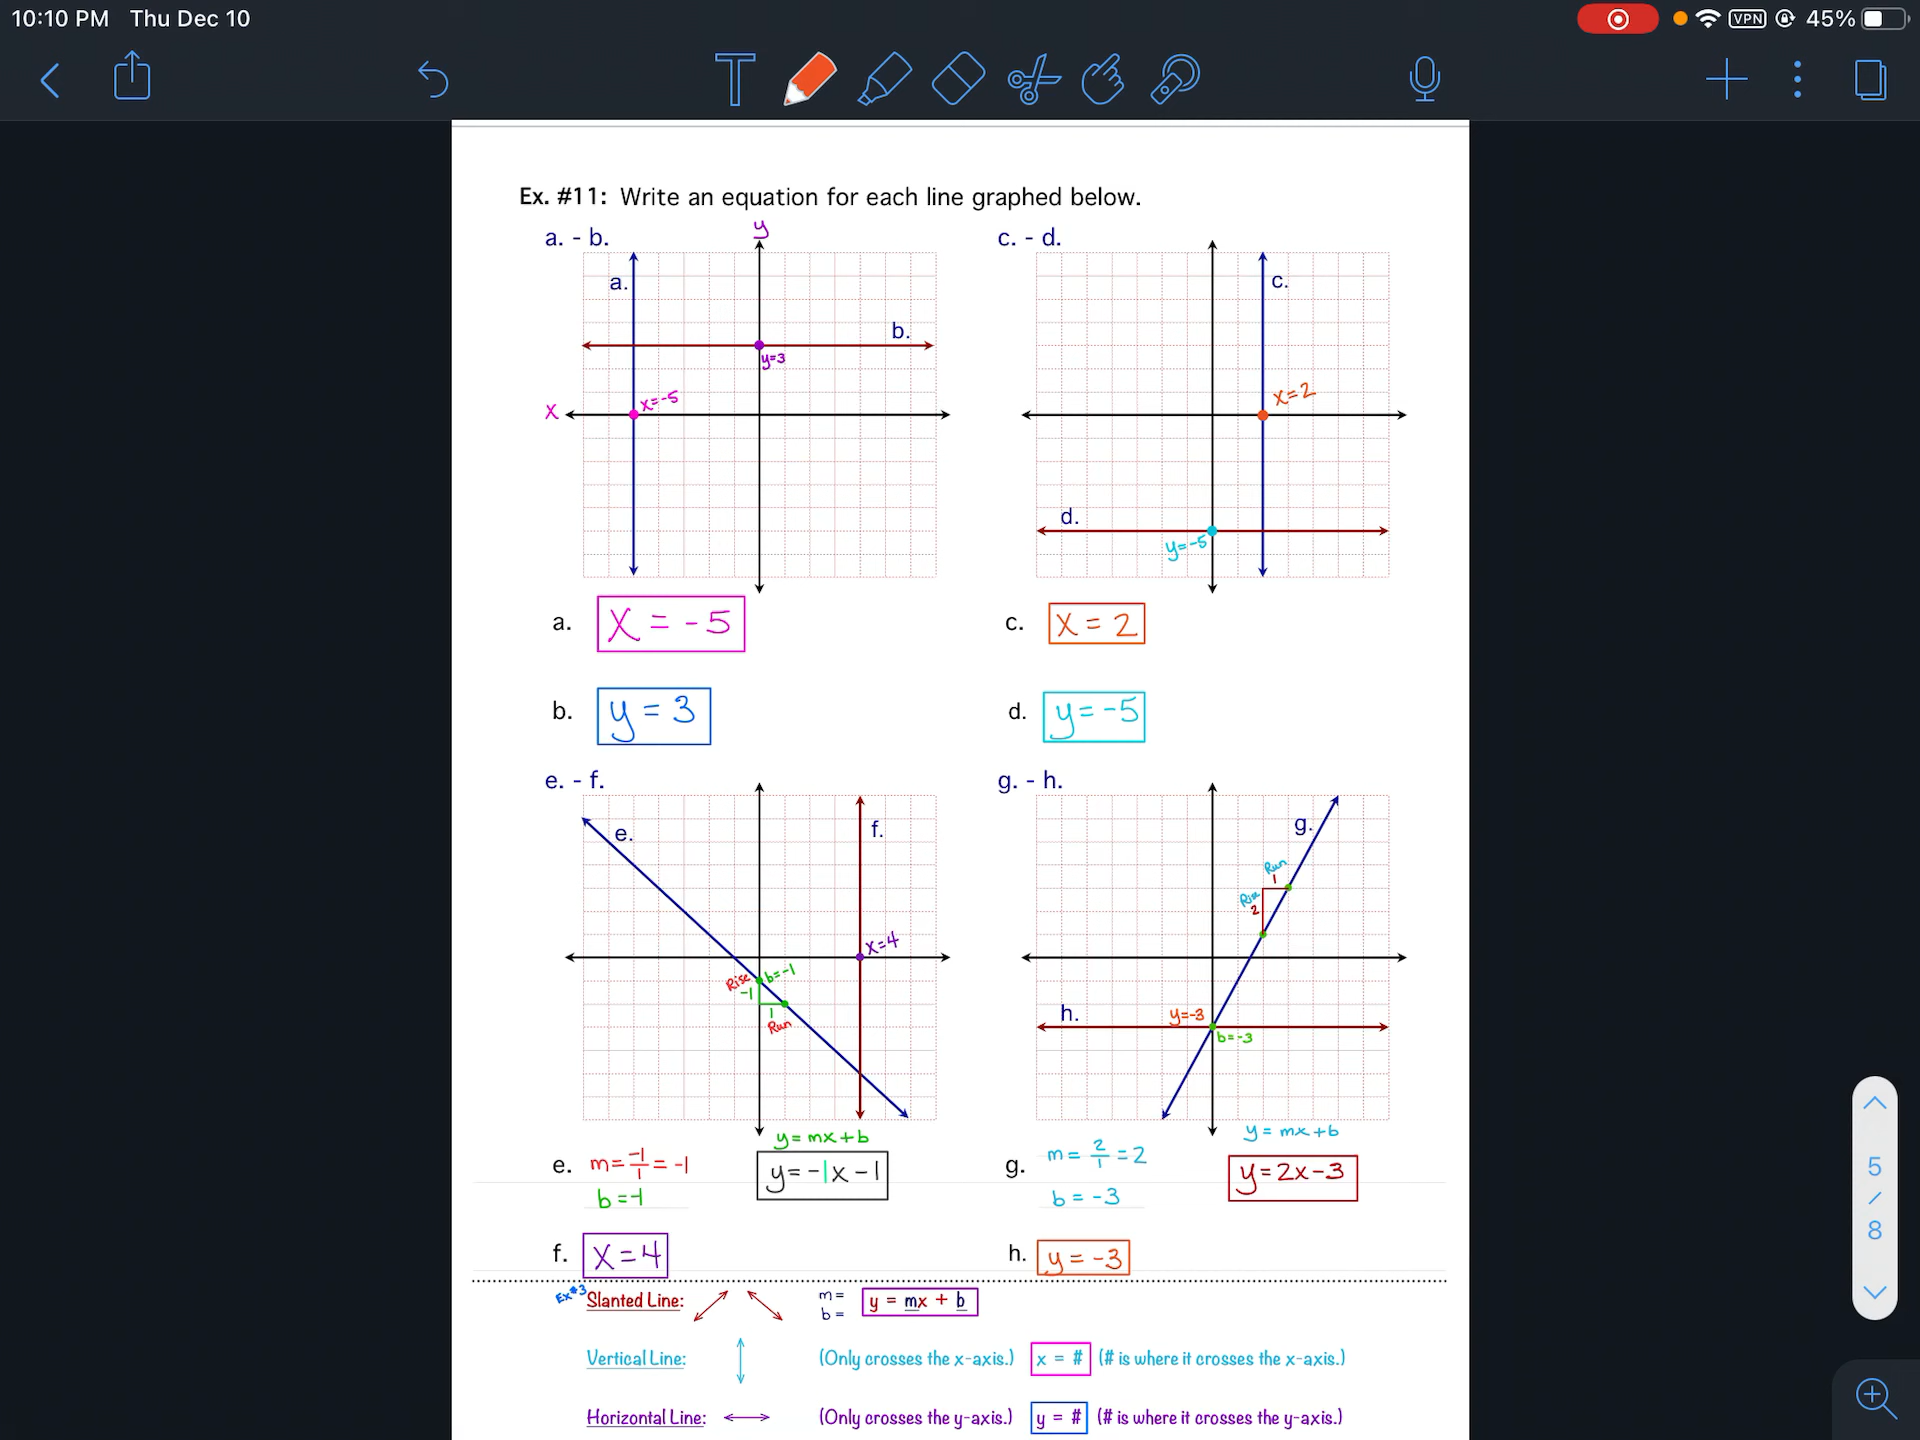 10:10 PM Thu Dec 10
VPN 45%
T
Ex. #11: Write an equation for each line graphed below.
a. - b.
y
a.
b.
y=3
x=-5
X
c. - d.
c.
x=2
d.
y=-5
a. X = -5
c. X = 2
b. y = 3
d. y = -5
e. - f.
e.
f.
x=4
Rise b=-1
-1
1
Run
g. - h.
g.
Run
1
Rise
2
h. y=-3
b=-3
y = mx+b
e. m = -1/1 = -1
y = -1x - 1
b = -1
y = mx+b
g. m = 2/1 = 2
y = 2x - 3
b = -3
f. X = 4
h. y = -3
Ex#3
Slanted Line: m= y = mx + b
b=
Vertical Line: (Only crosses the x-axis.) x = # (# is where it crosses the x-axis.)
Horizontal Line: (Only crosses the y-axis.) y = # (# is where it crosses the y-axis.)
5
/
8